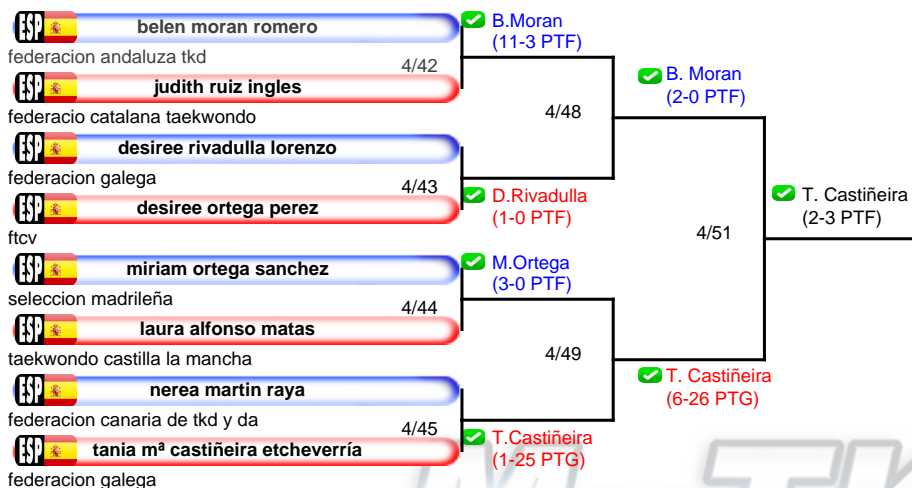 ESP belen moran romero
federacion andaluza tkd
4/42
ESP judith ruiz ingles
federacio catalana taekwondo
B.Moran
(11-3 PTF)
ESP desiree rivadulla lorenzo
federacion galega
4/43
ESP desiree ortega perez
ftcv
D.Rivadulla
(1-0 PTF)
4/48
B. Moran
(2-0 PTF)
ESP miriam ortega sanchez
seleccion madrileña
4/44
ESP laura alfonso matas
taekwondo castilla la mancha
M.Ortega
(3-0 PTF)
ESP nerea martin raya
federacion canaria de tkd y da
4/45
ESP tania mª castiñeira etcheverría
federacion galega
T.Castiñeira
(1-25 PTG)
4/49
T. Castiñeira
(6-26 PTG)
4/51
T. Castiñeira
(2-3 PTF)